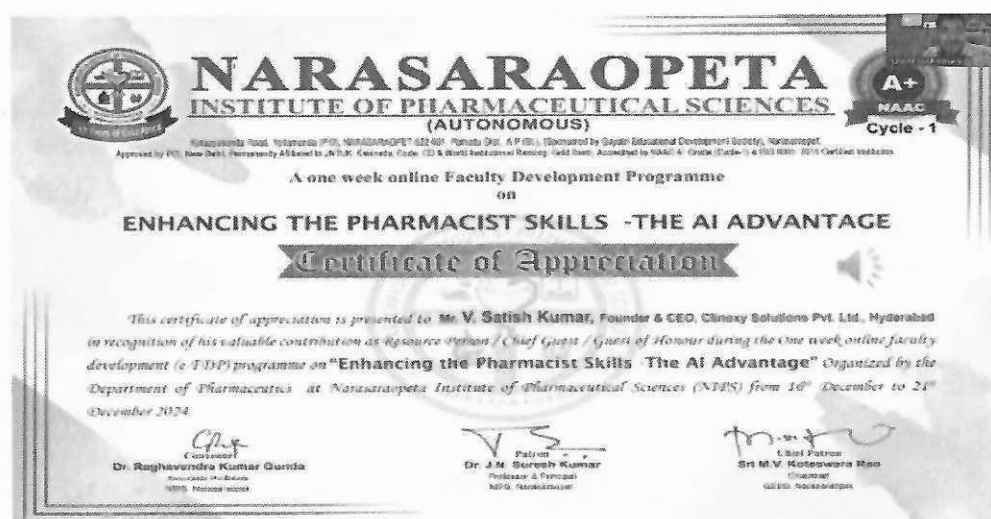 NARASARAOPETA
INSTITUTE OF PHARMACEUTICAL SCIENCES
(AUTONOMOUS)
A+
NAAC
Cycle - 1
A one week online Faculty Development Programme
on
ENHANCING THE PHARMACIST SKILLS -THE AI ADVANTAGE
Certificate of Appreciation
This certificate of appreciation is presented to Mr. V. Satish Kumar, Founder & CEO, Clinoxy Solutions Pvt. Ltd., Hyderabad
in recognition of his valuable contribution as Resource Person / Chief Guest / Guest of Honour during the One week online faculty
development (e-FDP) programme on "Enhancing the Pharmacist Skills -The AI Advantage" Organized by the
Department of Pharmaceutics at Narasaraopeta Institute of Pharmaceutical Sciences (NIPS) from 16th December to 21st
December 2024
Convenor
Dr. Raghavendra Kumar Gunda
Patron
Dr. J.N. Suresh Kumar
Professor & Principal
Chief Patron
Sri M.V. Koteswara Rao
Chairman